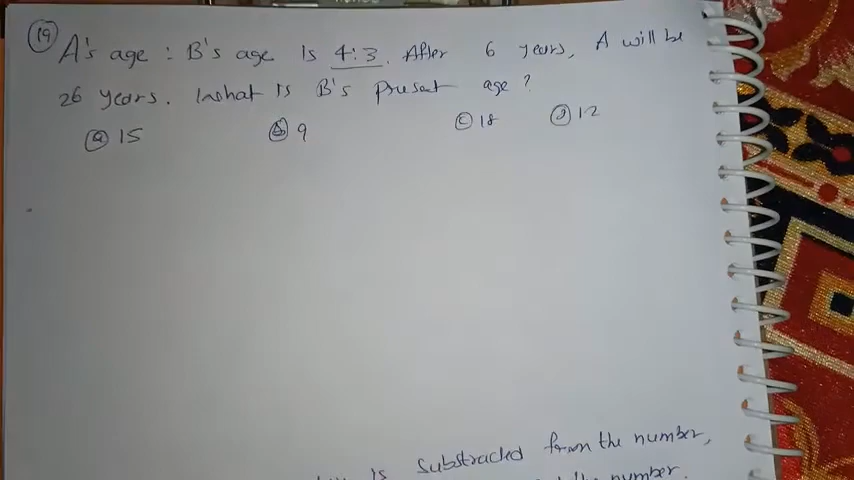 19 A's age : B's age is 4:3. After 6 years, A will be
26 years. What is B's present age?
a 15 b 9 c 18 d 12
is substracted from the number,
the number.